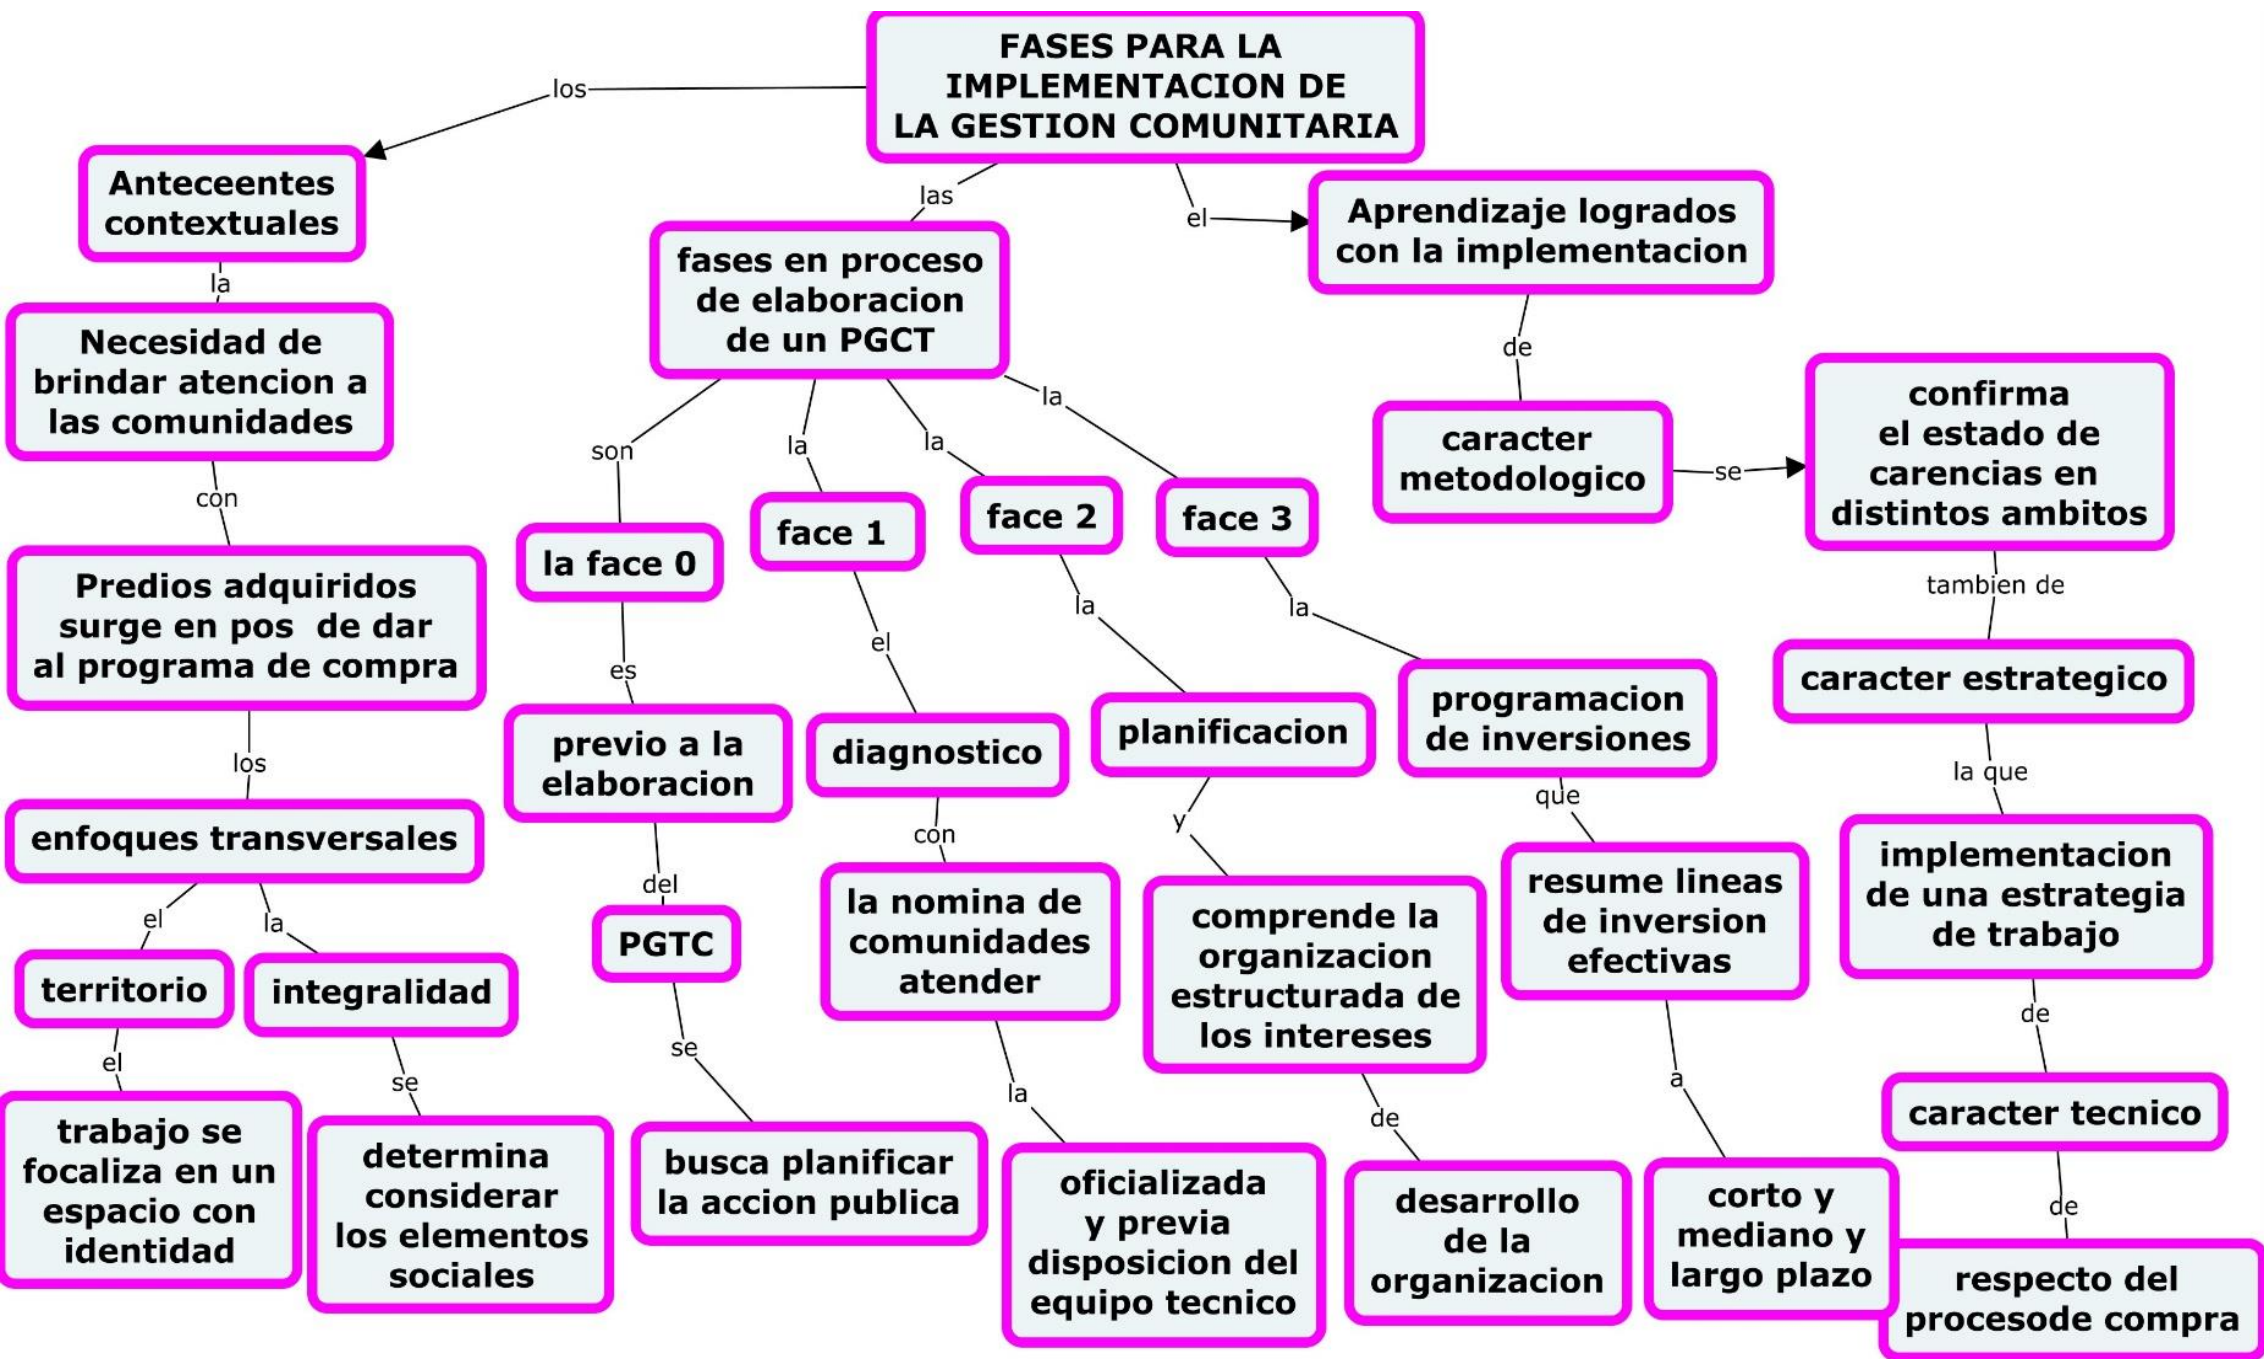 FASES PARA LA
IMPLEMENTACION DE
LA GESTION COMUNITARIA
los
Anteceentes
contextuales
la
Necesidad de
brindar atencion a
las comunidades
con
Predios adquiridos
surge en pos de dar
al programa de compra
los
enfoques transversales
el
territorio
el
trabajo se
focaliza en un
espacio con
identidad
la
integralidad
se
determina
considerar
los elementos
sociales
las
fases en proceso
de elaboracion
de un PGCT
son
la face 0
es
previo a la
elaboracion
del
PGTC
se
busca planificar
la accion publica
la
face 1
el
diagnostico
con
la nomina de
comunidades
atender
la
oficializada
y previa
disposicion del
equipo tecnico
la
face 2
la
planificacion
y
comprende la
organizacion
estructurada de
los intereses
de
desarrollo
de la
organizacion
la
face 3
la
programacion
de inversiones
que
resume lineas
de inversion
efectivas
a
corto y
mediano y
largo plazo
el
Aprendizaje logrados
con la implementacion
de
caracter
metodologico
se
confirma
el estado de
carencias en
distintos ambitos
tambien de
caracter estrategico
la que
implementacion
de una estrategia
de trabajo
de
caracter tecnico
de
respecto del
procesode compra